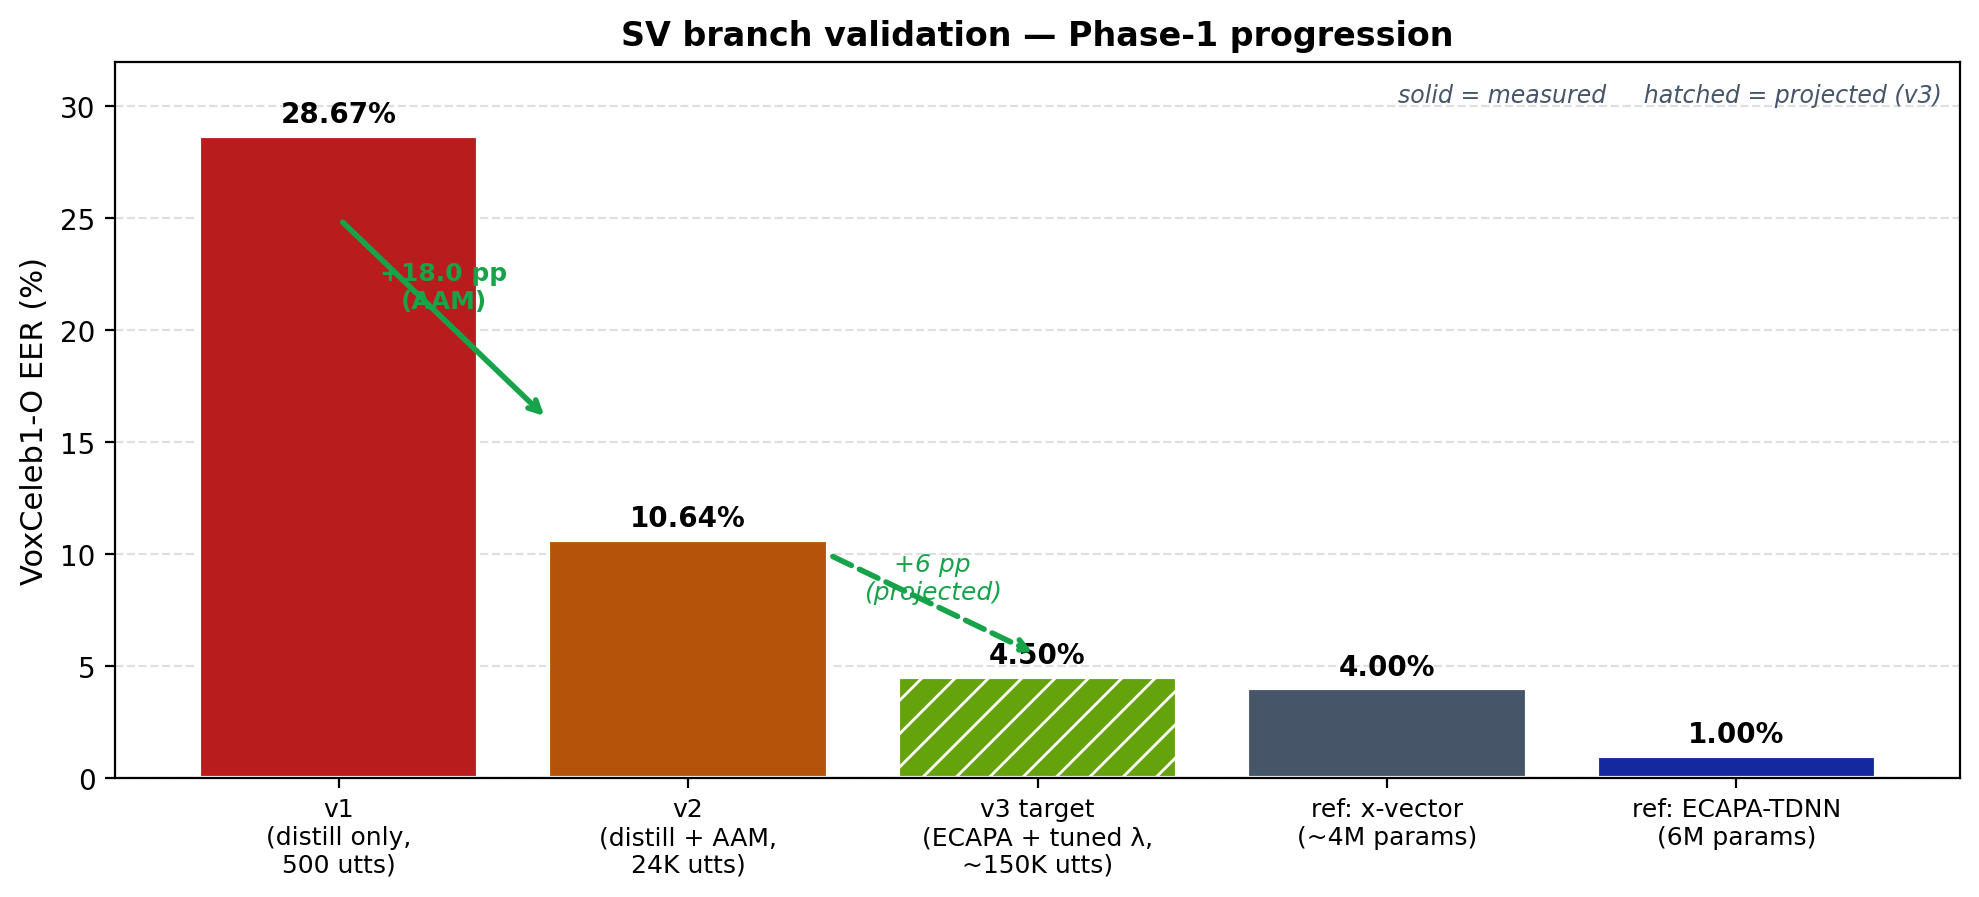 SV branch validation — Phase-1 progression
solid = measured    hatched = projected (v3)
VoxCeleb1-O EER (%)
30
25
20
15
10
5
0
28.67%
+18.0 pp
(AAM)
10.64%
+6 pp
(projected)
4.50%
4.00%
1.00%
v1
(distill only,
500 utts)
v2
(distill + AAM,
24K utts)
v3 target
(ECAPA + tuned λ,
~150K utts)
ref: x-vector
(~4M params)
ref: ECAPA-TDNN
(6M params)